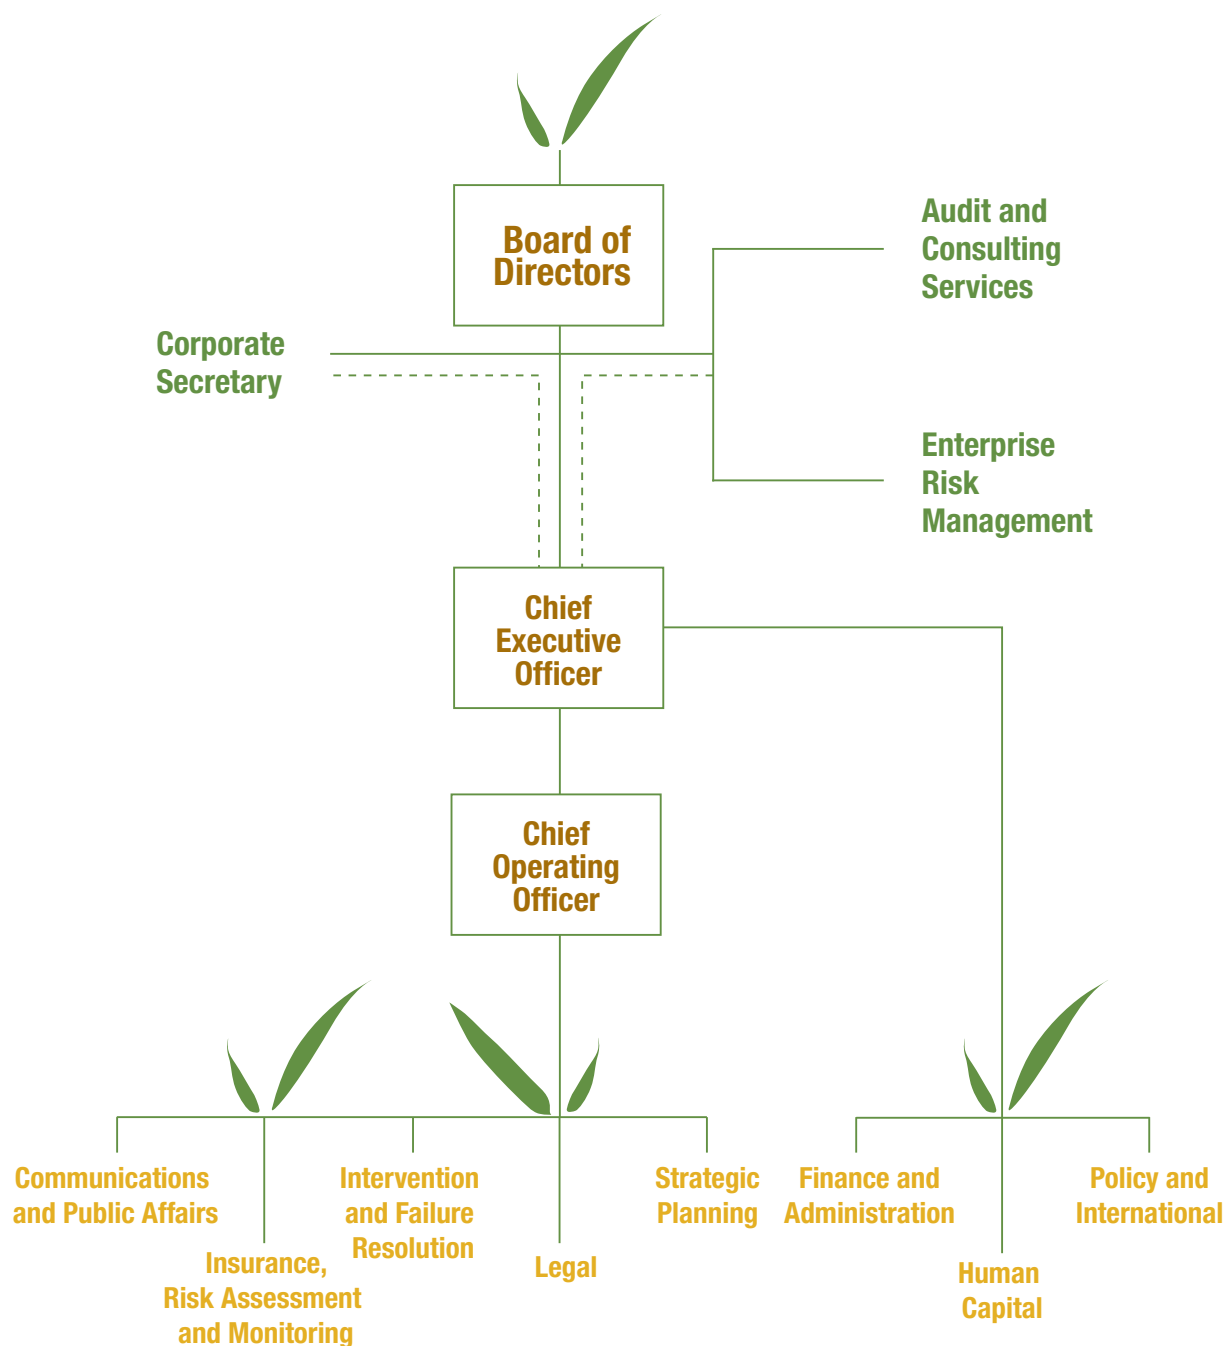 Board of
Directors
Audit and
Consulting
Services
Corporate
Secretary
Enterprise
Risk
Management
Chief
Executive
Officer
Chief
Operating
Officer
Communications
and Public Affairs
Insurance,
Risk Assessment
and Monitoring
Intervention
and Failure
Resolution
Legal
Strategic
Planning
Finance and
Administration
Human
Capital
Policy and
International